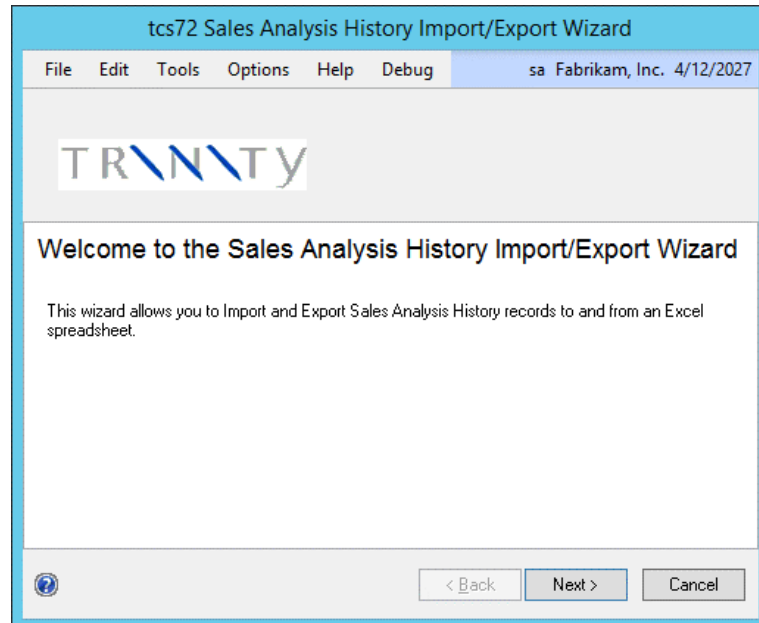 tcs72 Sales Analysis History Import/Export Wizard
File Edit Tools Options Help Debug sa Fabrikam, Inc. 4/12/2027
TRINITY
Welcome to the Sales Analysis History Import/Export Wizard
This wizard allows you to Import and Export Sales Analysis History records to and from an Excel
spreadsheet.
? < Back Next > Cancel